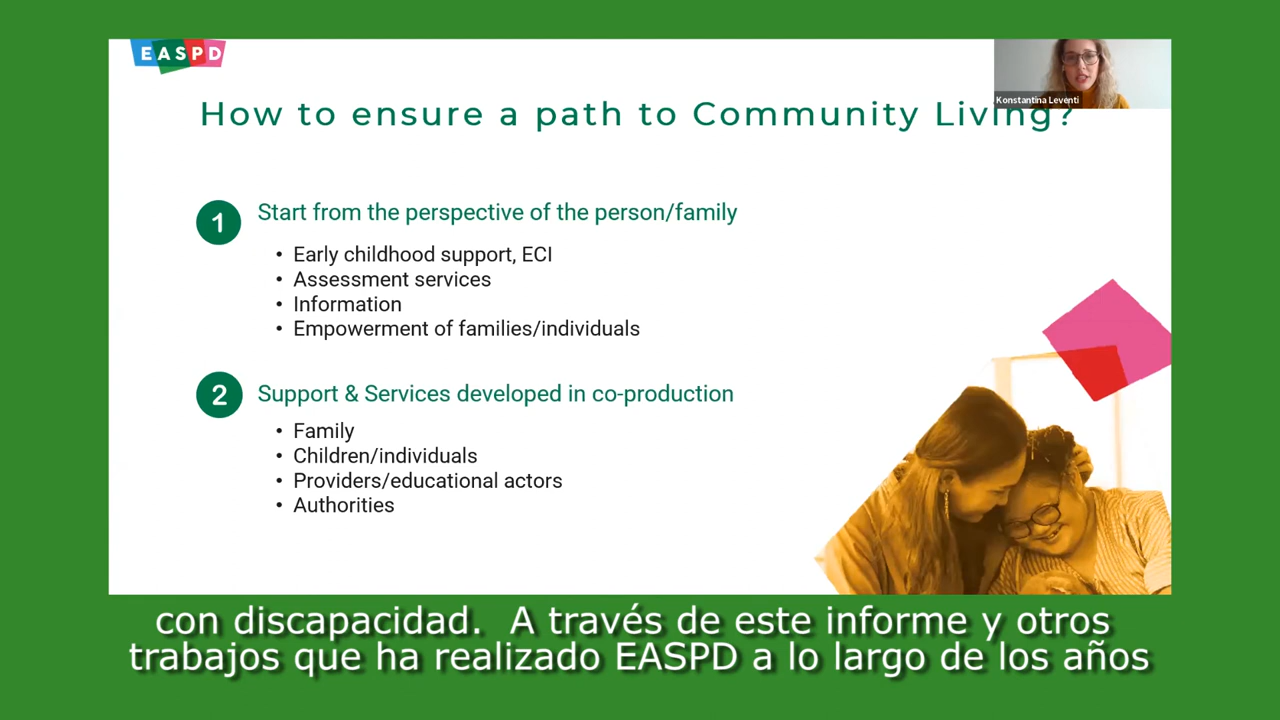 EASPD
Konstantina Leventi
How to ensure a path to Community Living?
1
Start from the perspective of the person/family
• Early childhood support, ECI
• Assessment services
• Information
• Empowerment of families/individuals
2
Support & Services developed in co-production
• Family
• Children/individuals
• Providers/educational actors
• Authorities
con discapacidad. A través de este informe y otros
trabajos que ha realizado EASPD a lo largo de los años